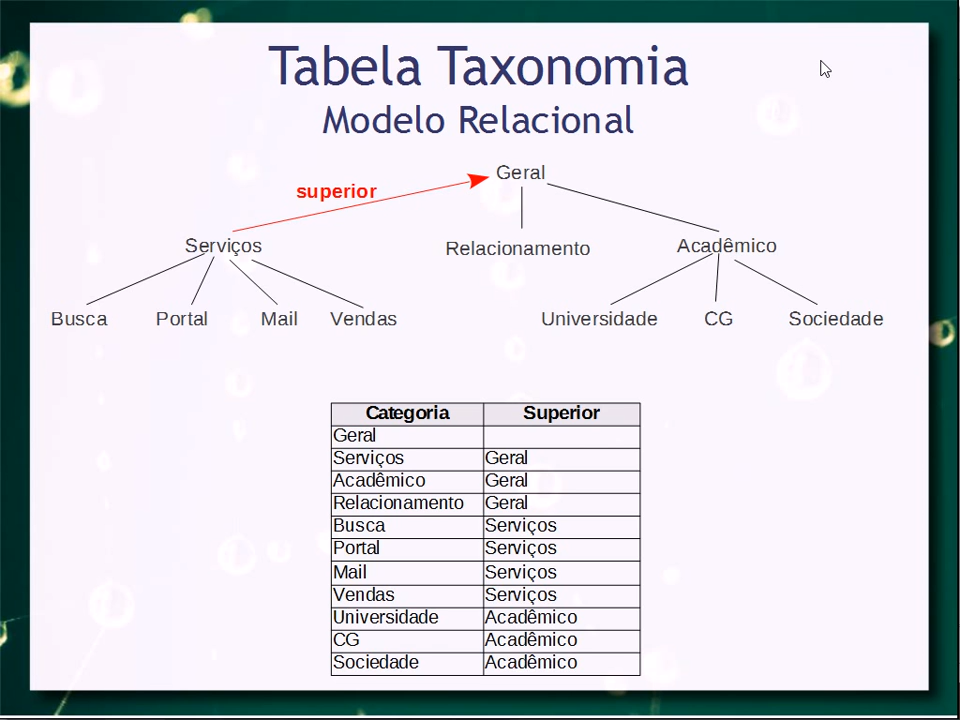 Tabela Taxonomia
Modelo Relacional
Geral
superior
Serviços Relacionamento Acadêmico
Busca Portal Mail Vendas Universidade CG Sociedade
Categoria Superior
Geral
Serviços Geral
Acadêmico Geral
Relacionamento Geral
Busca Serviços
Portal Serviços
Mail Serviços
Vendas Serviços
Universidade Acadêmico
CG Acadêmico
Sociedade Acadêmico